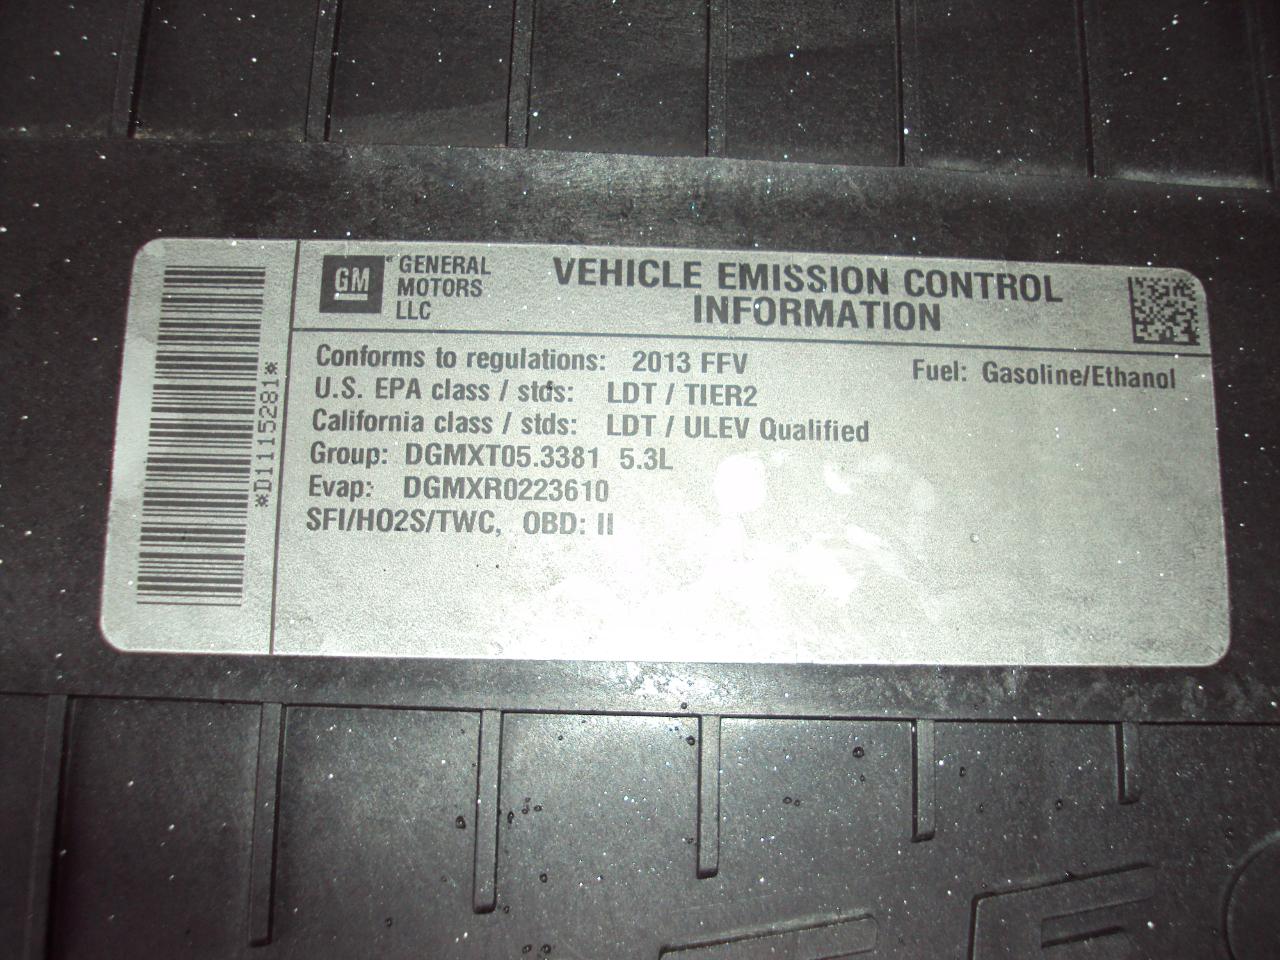 *D1115281*
GM
GENERAL
MOTORS
LLC
VEHICLE EMISSION CONTROL
INFORMATION
Conforms to regulations: 2013 FFV
Fuel: Gasoline/Ethanol
U.S. EPA class / stds: LDT / TIER2
California class / stds: LDT / ULEV Qualified
Group: DGMXT05.3381 5.3L
Evap: DGMXR0223610
SFI/HO2S/TWC, OBD: II